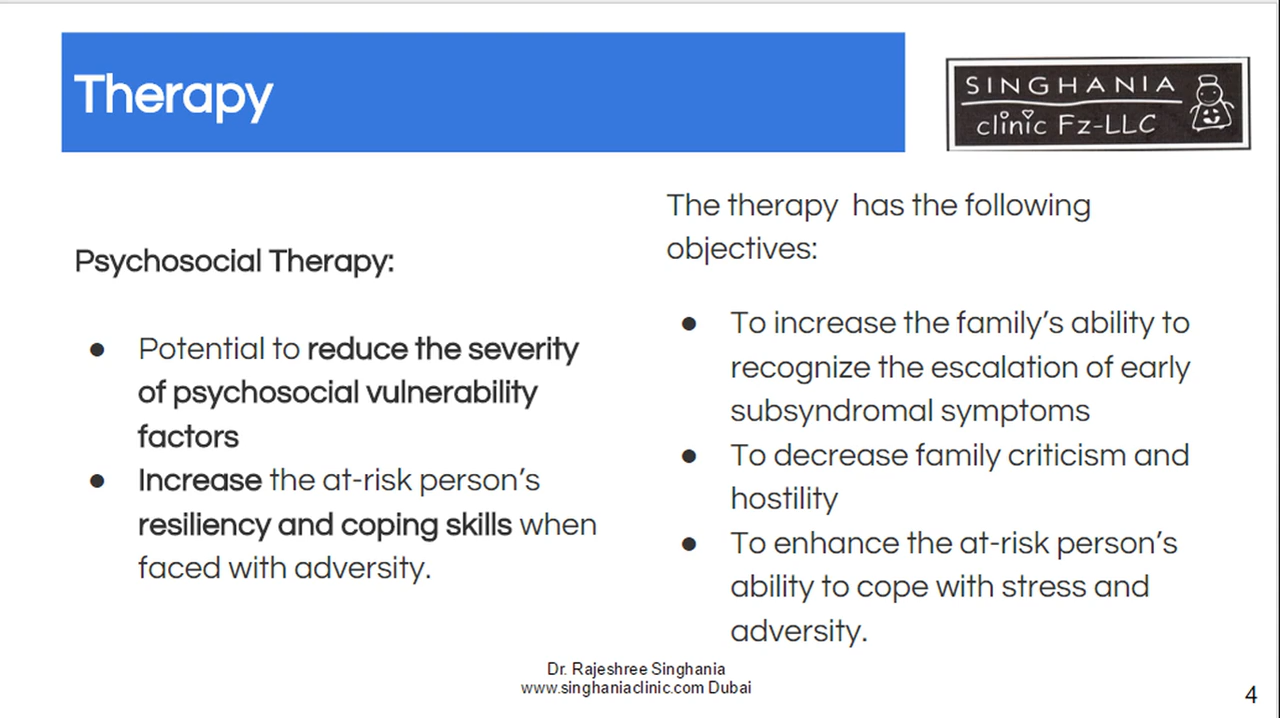 Therapy
SINGHANIA
clinic Fz-LLC
Psychosocial Therapy:
● Potential to reduce the severity
of psychosocial vulnerability
factors
● Increase the at-risk person's
resiliency and coping skills when
faced with adversity.
The therapy  has the following
objectives:
● To increase the family's ability to
recognize the escalation of early
subsyndromal symptoms
● To decrease family criticism and
hostility
● To enhance the at-risk person's
ability to cope with stress and
adversity.
Dr. Rajeshree Singhania
www.singhaniaclinic.com Dubai
4